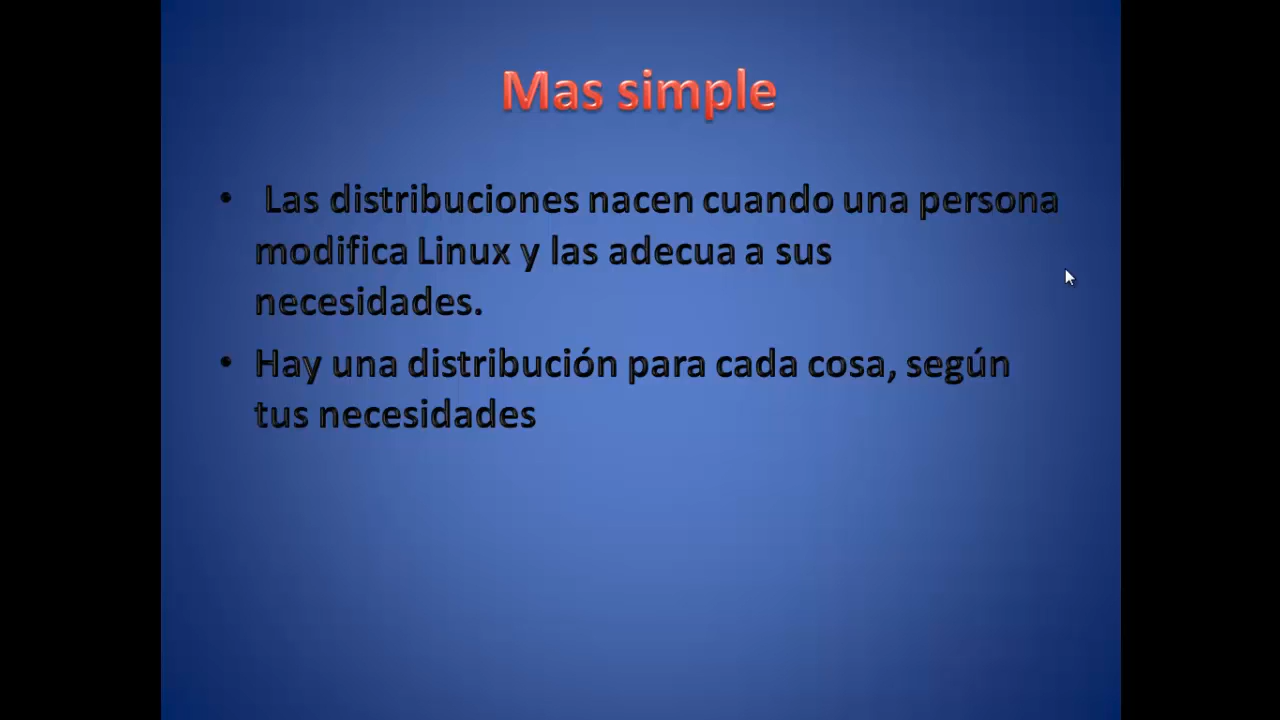 Mas simple
• Las distribuciones nacen cuando una persona
modifica Linux y las adecua a sus
necesidades.
• Hay una distribución para cada cosa, según
tus necesidades